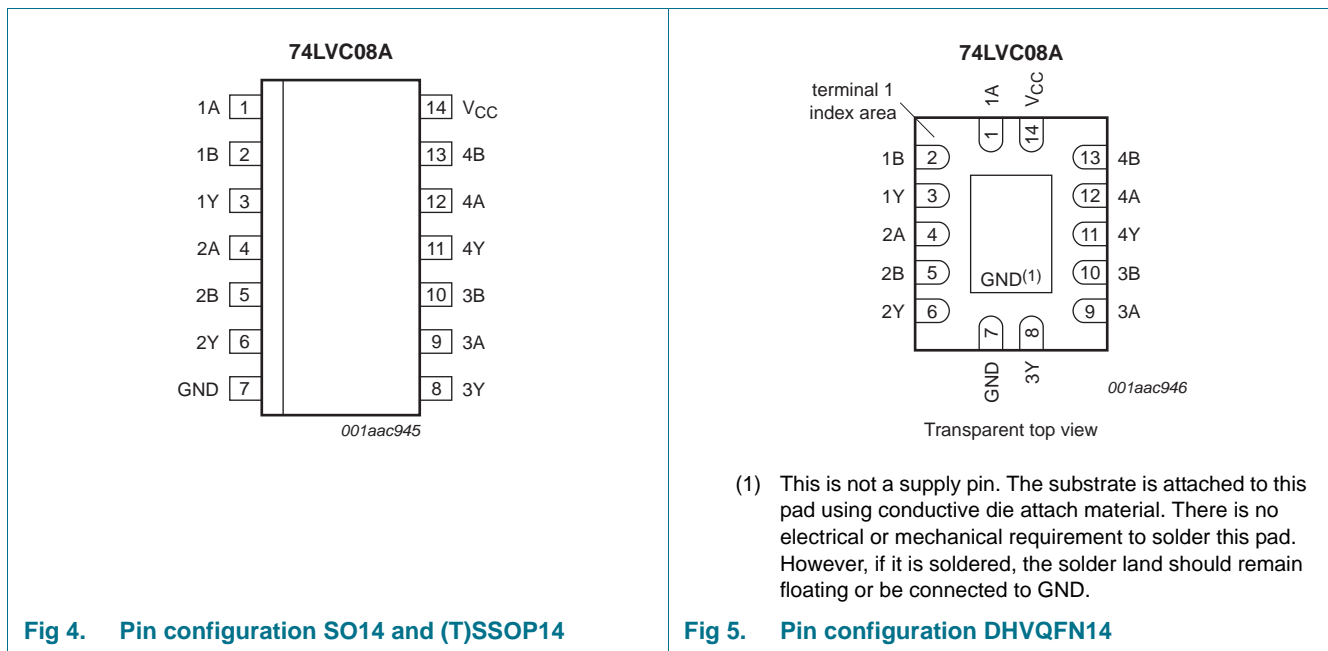 74LVC08A
1A 1
14 VCC
1B 2
13 4B
1Y 3
12 4A
2A 4
11 4Y
2B 5
10 3B
2Y 6
9 3A
GND 7
8 3Y
001aac945
Fig 4. Pin configuration SO14 and (T)SSOP14
74LVC08A
terminal 1
index area
1A
VCC
1
14
1B 2
13 4B
1Y 3
12 4A
2A 4
11 4Y
2B 5
10 3B
GND(1)
2Y 6
9 3A
7
8
GND
3Y
001aac946
Transparent top view
(1) This is not a supply pin. The substrate is attached to this
pad using conductive die attach material. There is no
electrical or mechanical requirement to solder this pad.
However, if it is soldered, the solder land should remain
floating or be connected to GND.
Fig 5. Pin configuration DHVQFN14